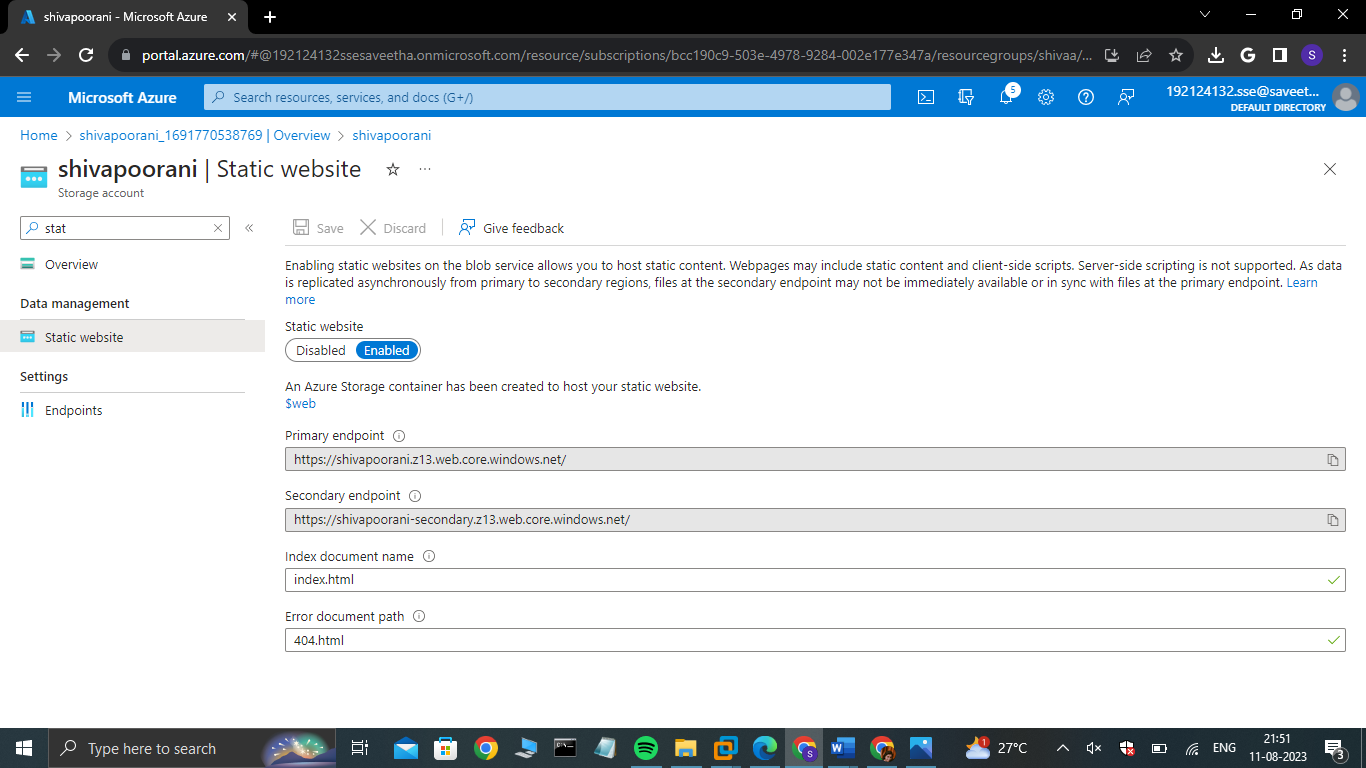 shivapoorani - Microsoft Azure
portal.azure.com/#@192124132ssesaveetha.onmicrosoft.com/resource/subscriptions/bcc190c9-503e-4978-9284-002e177e347a/resourcegroups/shivaa/...
S
Microsoft Azure
Search resources, services, and docs (G+/)
5
192124132.sse@saveet...
DEFAULT DIRECTORY
Home > shivapoorani_1691770538769 | Overview > shivapoorani
shivapoorani | Static website
Storage account
stat
Overview
Data management
Static website
Settings
Endpoints
Save
Discard
Give feedback
Enabling static websites on the blob service allows you to host static content. Webpages may include static content and client-side scripts. Server-side scripting is not supported. As data
is replicated asynchronously from primary to secondary regions, files at the secondary endpoint may not be immediately available or in sync with files at the primary endpoint. Learn
more
Static website
Disabled Enabled
An Azure Storage container has been created to host your static website.
$web
Primary endpoint
https://shivapoorani.z13.web.core.windows.net/
Secondary endpoint
https://shivapoorani-secondary.z13.web.core.windows.net/
Index document name
index.html
Error document path
404.html
Type here to search
1
27°C
ENG
21:51
11-08-2023
3